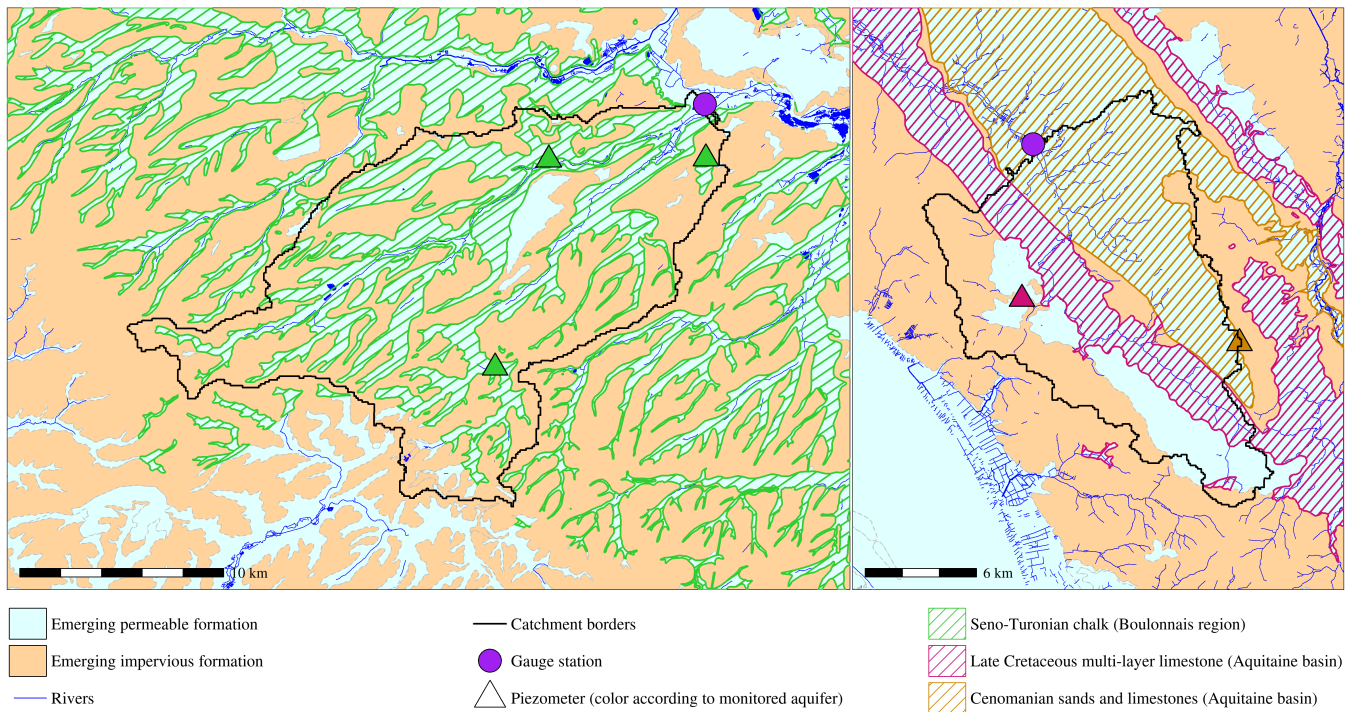 10 km
6 km
Emerging permeable formation
Emerging impervious formation
Rivers
Catchment borders
Gauge station
Piezometer (color according to monitored aquifer)
Seno-Turonian chalk (Boulonnais region)
Late Cretaceous multi-layer limestone (Aquitaine basin)
Cenomanian sands and limestones (Aquitaine basin)